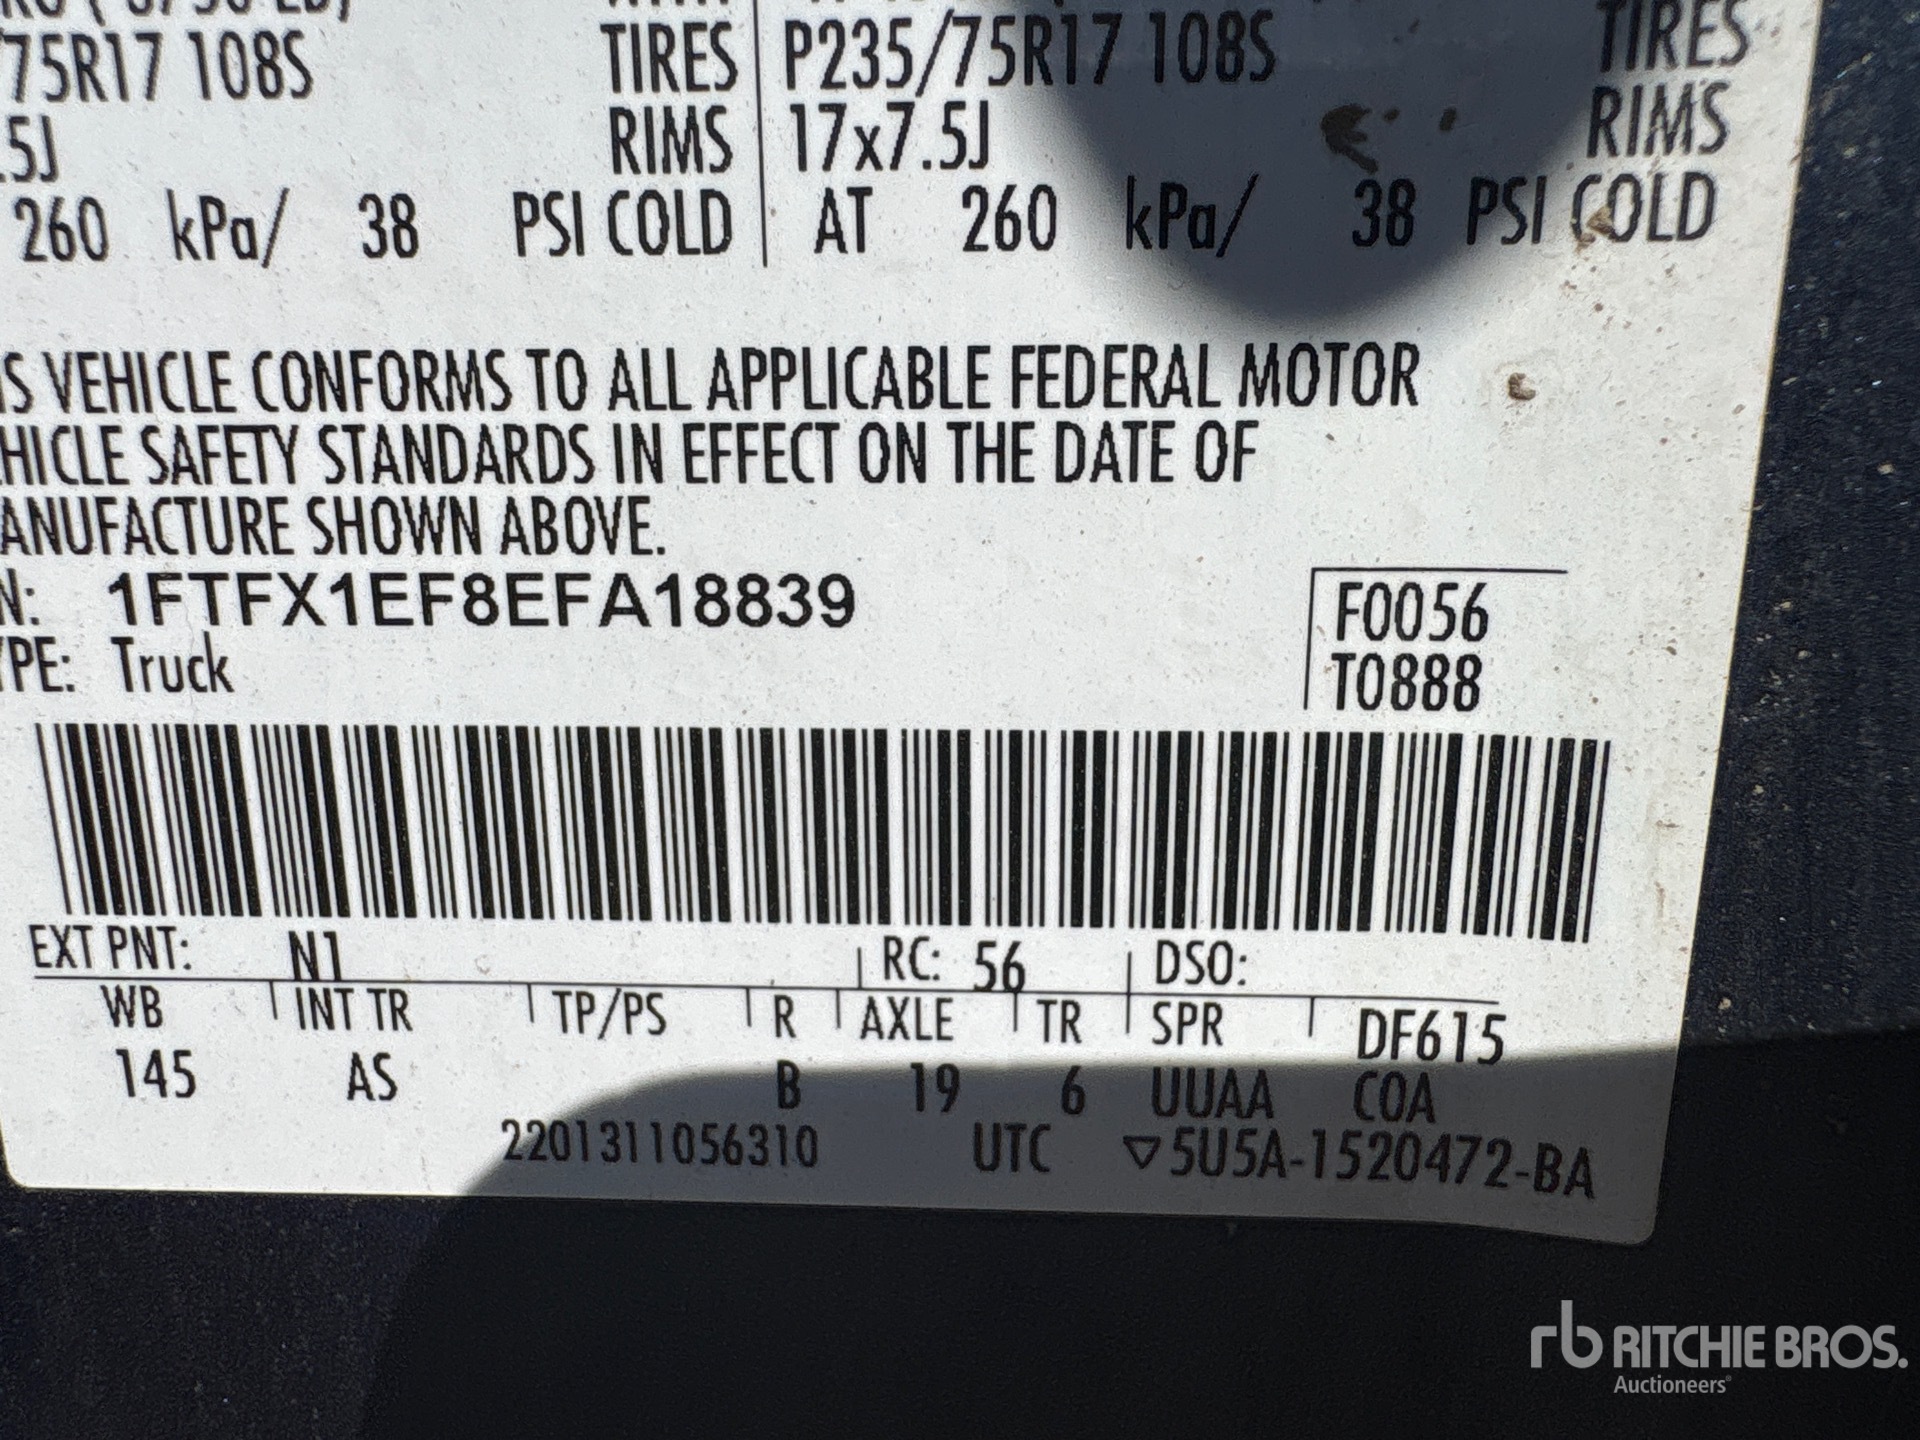 /75R17 108S TIRES P235/75R17 108S TIRES
.5J RIMS 17x7.5J RIMS
260 kPa/ 38 PSI COLD AT 260 kPa/ 38 PSI COLD
IS VEHICLE CONFORMS TO ALL APPLICABLE FEDERAL MOTOR
HICLE SAFETY STANDARDS IN EFFECT ON THE DATE OF
ANUFACTURE SHOWN ABOVE.
N: 1FTFX1EF8EFA18839 F0056
YPE: Truck T0888
EXT PNT: N1 RC: 56 DSO:
WB INT TR TP/PS R AXLE TR SPR DF615
145 AS B 19 6 UUAA COA
2201311056310 UTC ▽5U5A-1520472-BA
rb RITCHIE BROS.
Auctioneers®